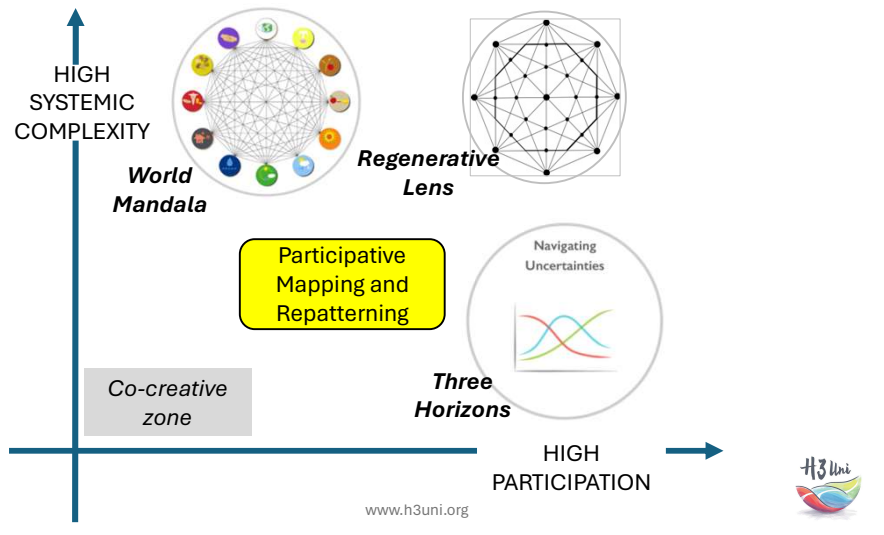 HIGH
SYSTEMIC
COMPLEXITY
World
Mandala
Regenerative
Lens
Participative
Mapping and
Repatterning
Navigating
Uncertainties
Three
Horizons
Co-creative
zone
HIGH
PARTICIPATION
www.h3uni.org
H3Uni